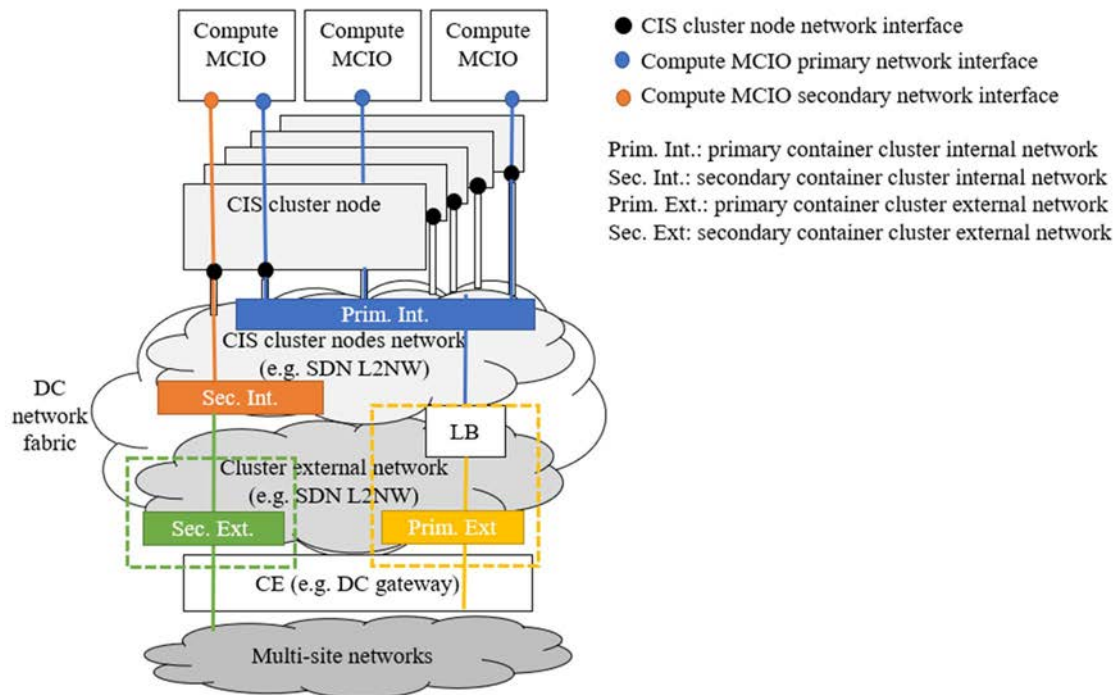 Compute
MCIO
Compute
MCIO
Compute
MCIO
CIS cluster node network interface
Compute MCIO primary network interface
Compute MCIO secondary network interface
Prim. Int.: primary container cluster internal network
Sec. Int.: secondary container cluster internal network
Prim. Ext.: primary container cluster external network
Sec. Ext: secondary container cluster external network
CIS cluster node
Prim. Int.
CIS cluster nodes network
(e.g. SDN L2NW)
DC
network
fabric
Sec. Int.
LB
Cluster external network
(e.g. SDN L2NW)
Sec. Ext.
Prim. Ext
CE (e.g. DC gateway)
Multi-site networks